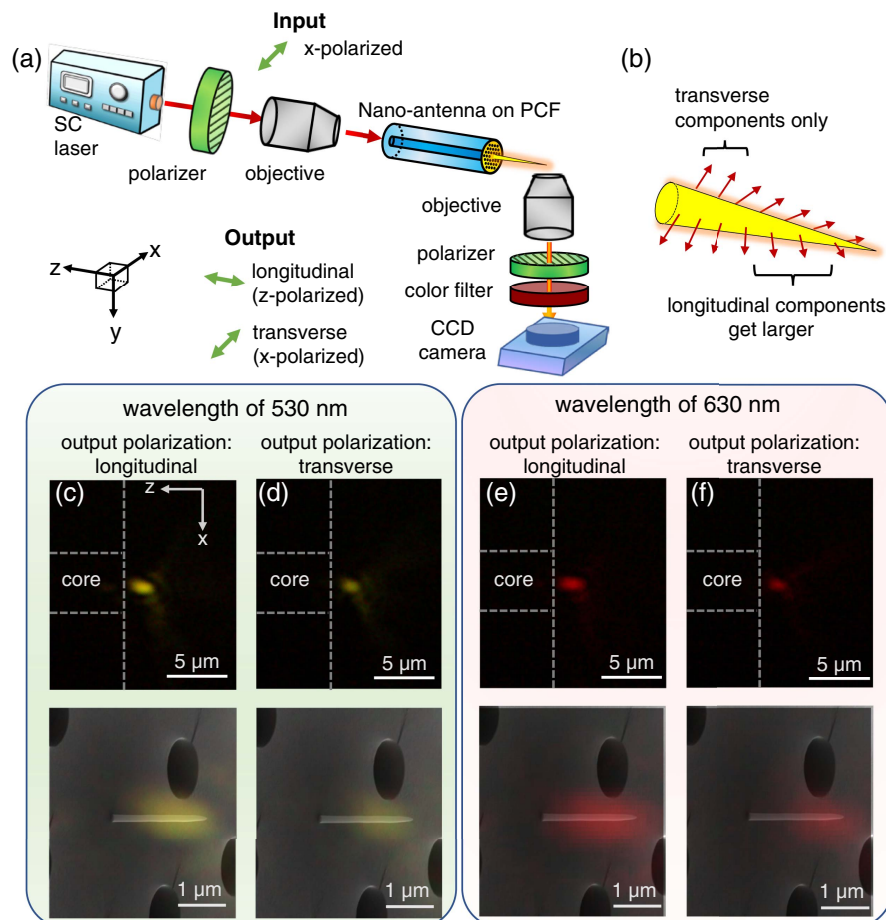 (a)
Input
x-polarized
SC
laser
polarizer
objective
Nano-antenna on PCF
objective
polarizer
color filter
CCD
camera
Output
longitudinal
(z-polarized)
transverse
(x-polarized)
z
x
y
(b)
transverse
components only
longitudinal components
get larger
wavelength of 530 nm
output polarization:
longitudinal
output polarization:
transverse
(c)
z
x
core
5 µm
(d)
core
5 µm
1 µm
1 µm
wavelength of 630 nm
output polarization:
longitudinal
output polarization:
transverse
(e)
core
5 µm
(f)
core
5 µm
1 µm
1 µm